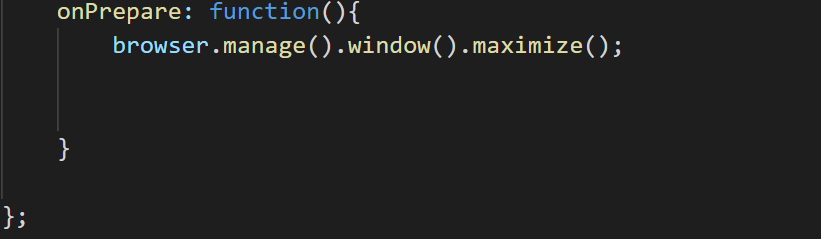 onPrepare: function(){
browser.manage().window().maximize();
}
};